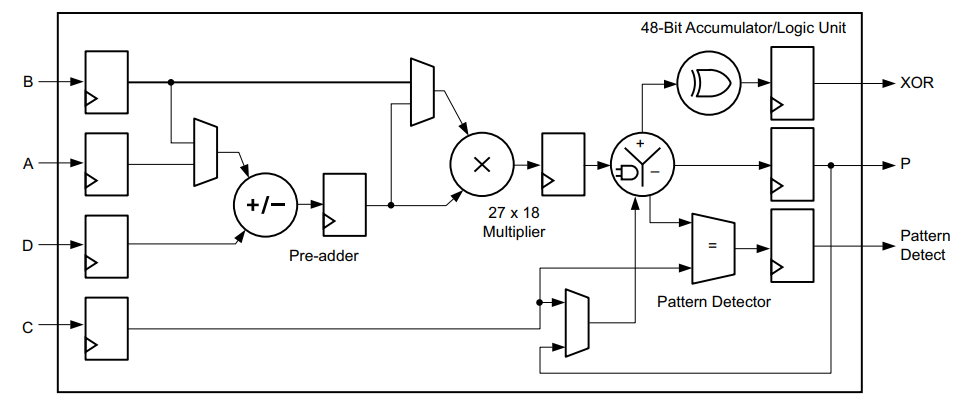 48-Bit Accumulator/Logic Unit
B
XOR
A
+
−
P
+/−
×
27 x 18
Multiplier
D
Pre-adder
=
Pattern
Detect
Pattern Detector
C